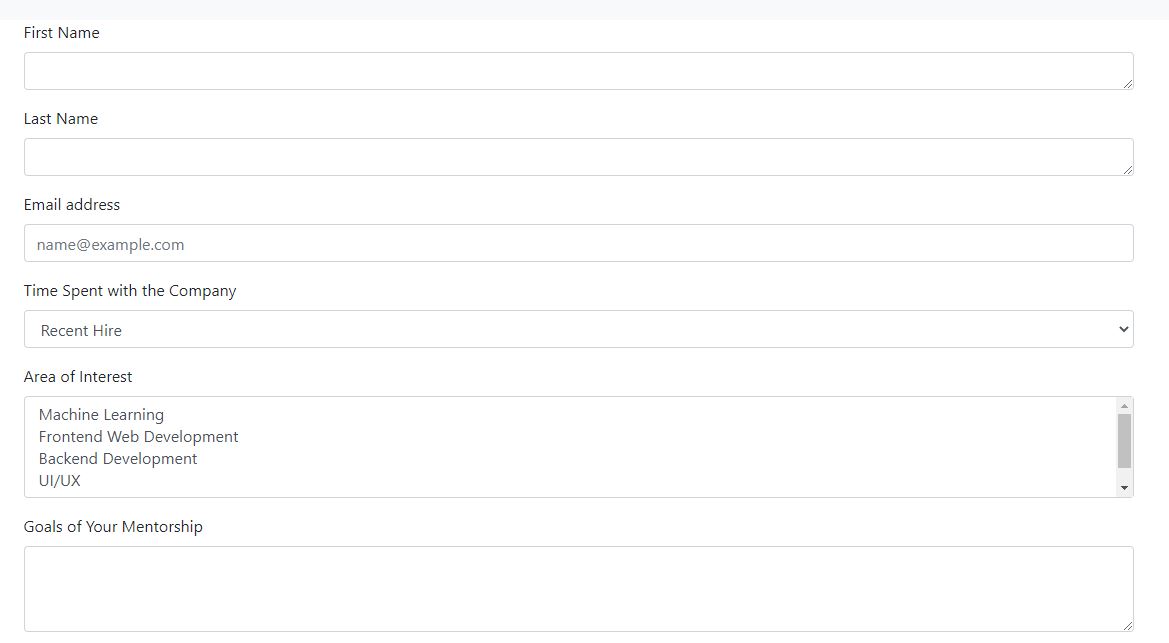 First Name
Last Name
Email address
name@example.com
Time Spent with the Company
Recent Hire
Area of Interest
Machine Learning
Frontend Web Development
Backend Development
UI/UX
Goals of Your Mentorship